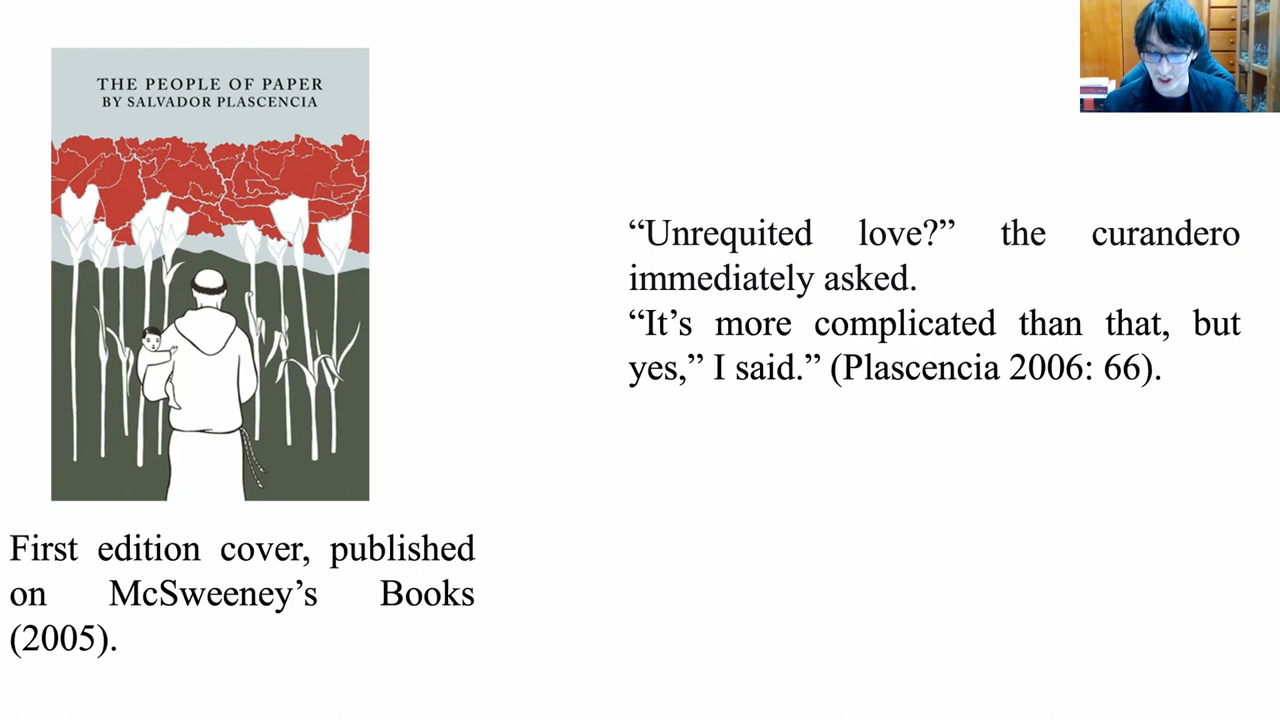 THE PEOPLE OF PAPER
BY SALVADOR PLASCENCIA
“Unrequited love?” the curandero
immediately asked.
“It’s more complicated than that, but
yes,” I said.” (Plascencia 2006: 66).
First edition cover, published
on McSweeney’s Books
(2005).